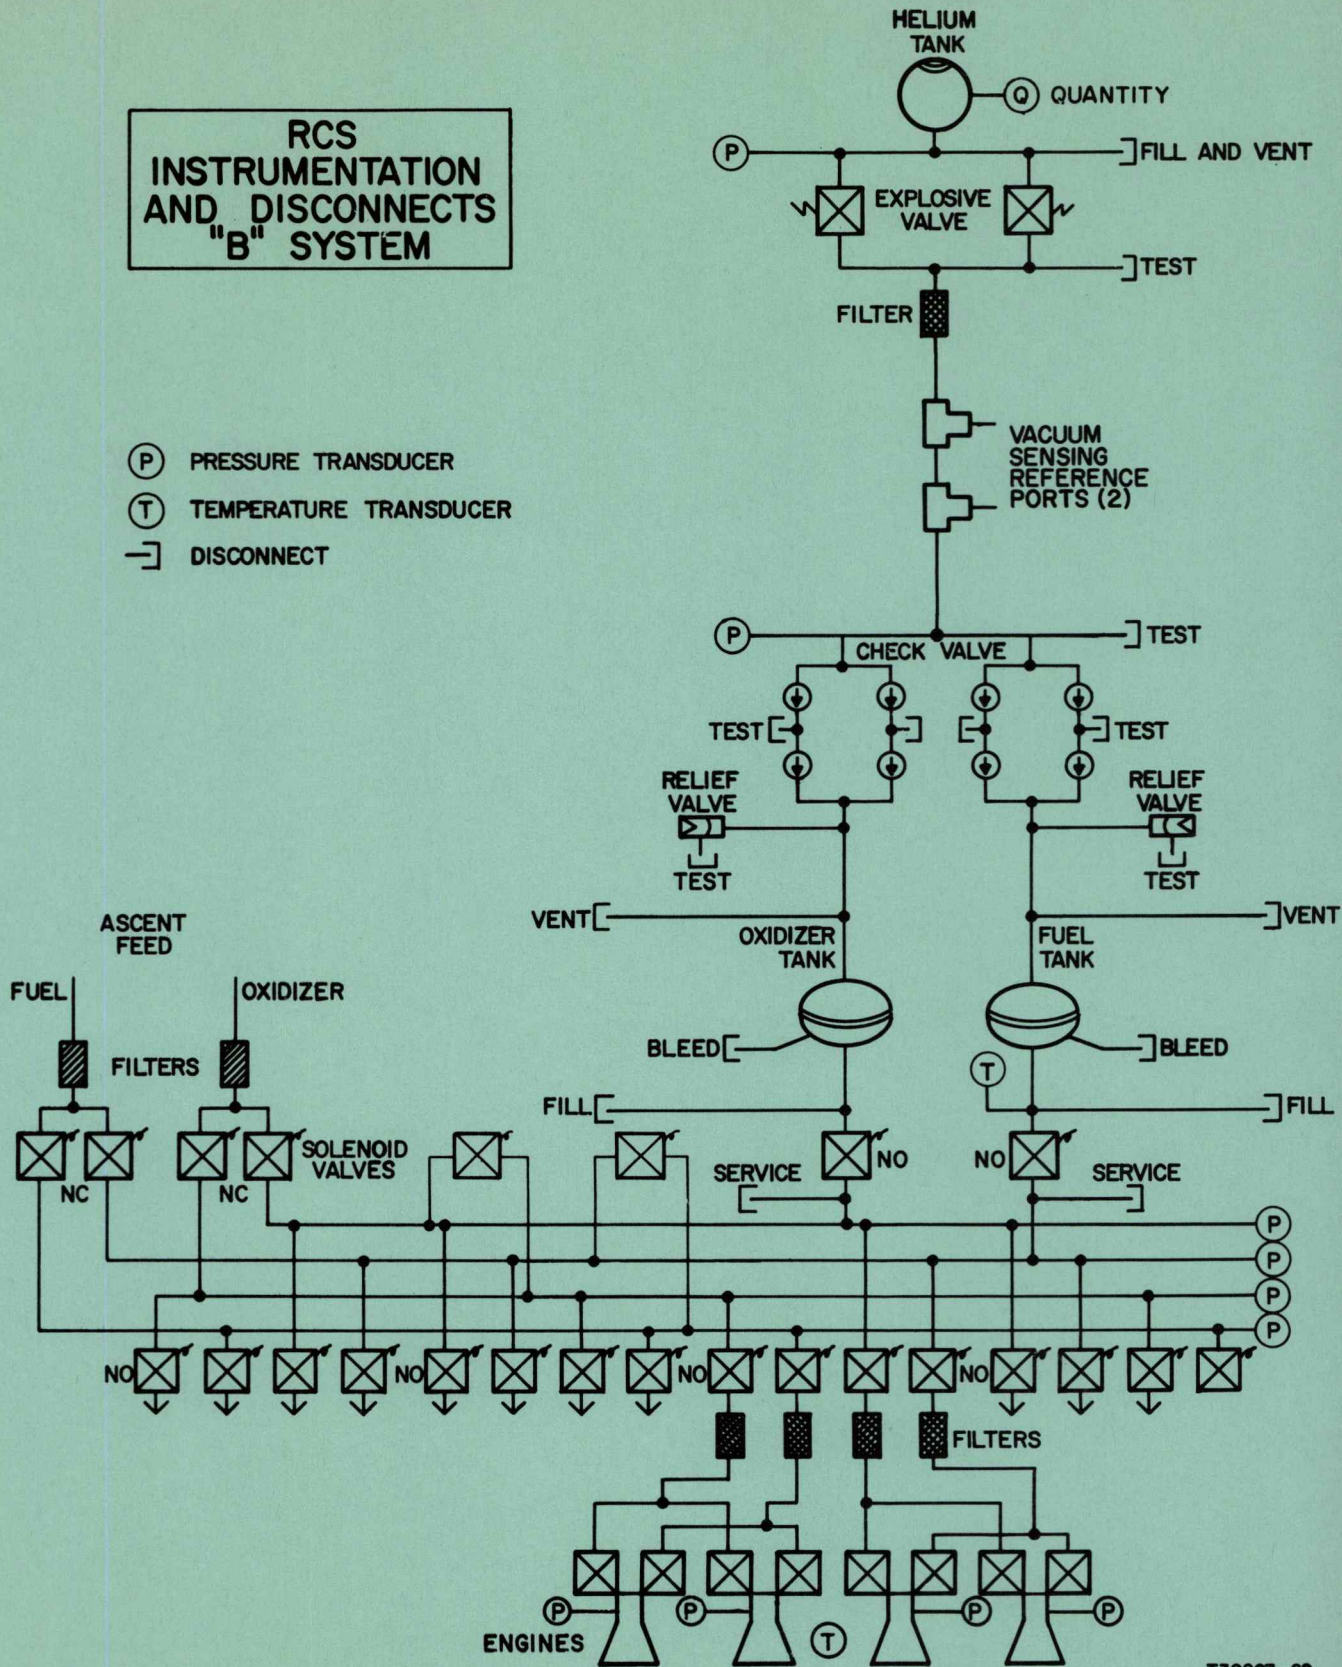 HELIUM
TANK
Q QUANTITY
RCS
INSTRUMENTATION
AND DISCONNECTS
"B" SYSTEM
P
FILL AND VENT
EXPLOSIVE
VALVE
TEST
FILTER
VACUUM
SENSING
REFERENCE
PORTS (2)
P PRESSURE TRANSDUCER
T TEMPERATURE TRANSDUCER
DISCONNECT
P
TEST
CHECK VALVE
TEST
TEST
RELIEF
VALVE
RELIEF
VALVE
TEST
TEST
VENT
VENT
OXIDIZER
TANK
FUEL
TANK
ASCENT
FEED
FUEL
OXIDIZER
BLEED
BLEED
FILTERS
T
FILL
FILL
SOLENOID
VALVES
NC
NC
NO
NO
SERVICE
SERVICE
P
P
P
P
NO
NO
NO
NO
FILTERS
P
P
P
P
ENGINES
T